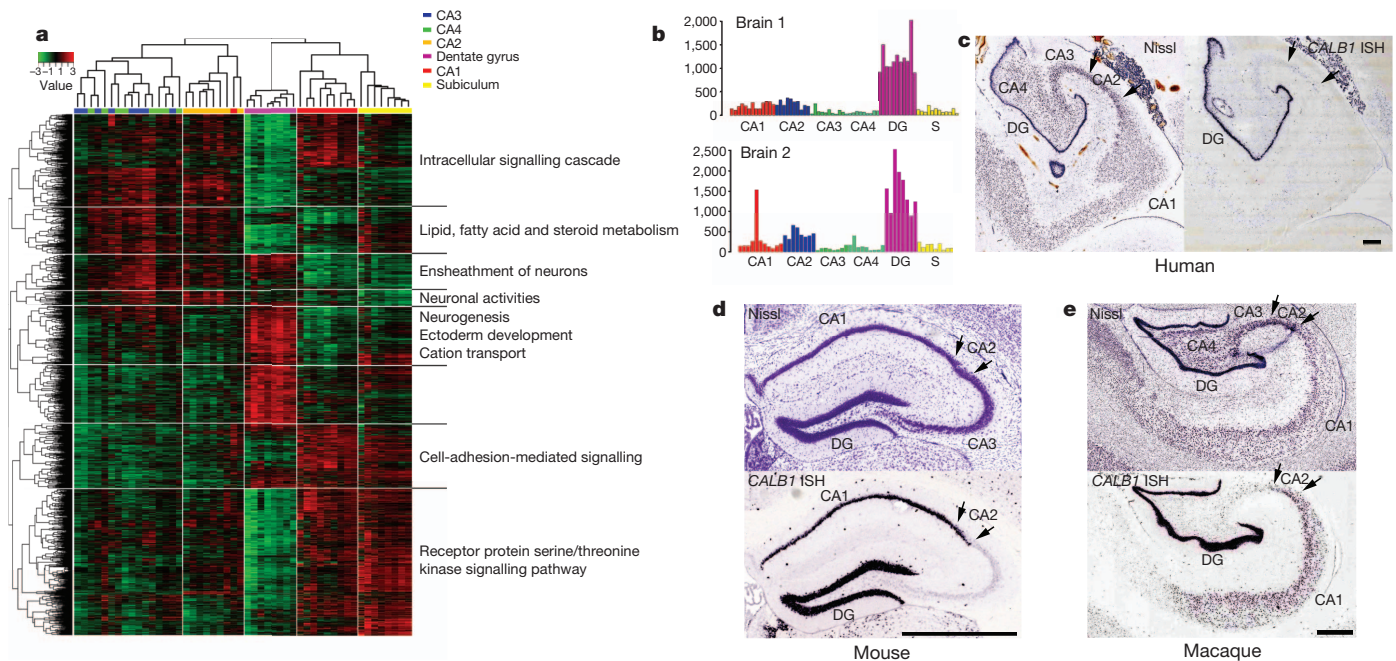 a
−3−1 1 3
Value
CA3
CA4
CA2
Dentate gyrus
CA1
Subiculum
Intracellular signalling cascade
Lipid, fatty acid and steroid metabolism
Ensheathment of neurons
Neuronal activities
Neurogenesis
Ectoderm development
Cation transport
Cell-adhesion-mediated signalling
Receptor protein serine/threonine
kinase signalling pathway
b
Brain 1
2,000
1,500
1,000
500
0
CA1 CA2 CA3 CA4 DG S
Brain 2
2,500
2,000
1,500
1,000
500
0
CA1 CA2 CA3 CA4 DG S
c
Nissl
CA3
CA2
CA4
DG
CA1
CALB1 ISH
DG
Human
d
Nissl
CA1
CA2
DG
CA3
CALB1 ISH
CA1
CA2
DG
Mouse
e
Nissl
CA3
CA2
CA4
DG
CA1
CALB1 ISH
CA2
DG
CA1
Macaque